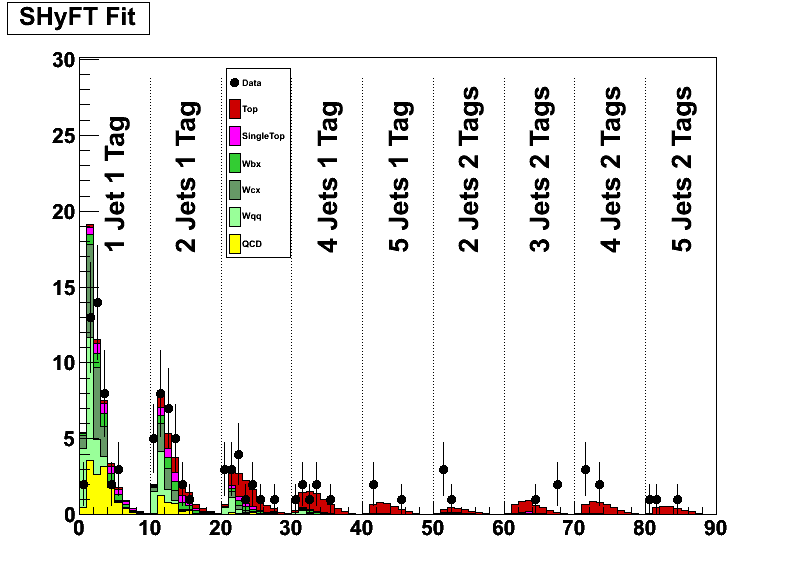 SHyFT Fit
30
25
20
15
10
5
0
1 Jet 1 Tag
2 Jets 1 Tag
Data
Top
SingleTop
Wbx
Wcx
Wqq
QCD
4 Jets 1 Tag
5 Jets 1 Tag
2 Jets 2 Tags
3 Jets 2 Tags
4 Jets 2 Tags
5 Jets 2 Tags
0 10 20 30 40 50 60 70 80 90